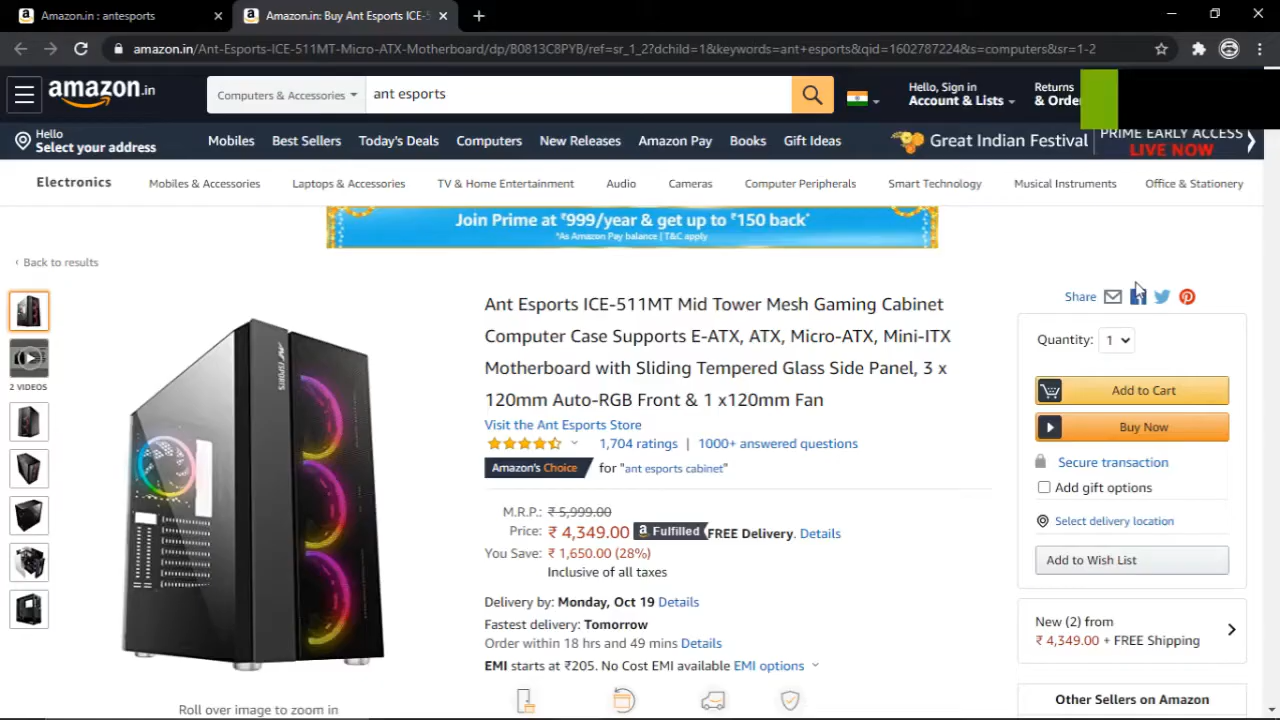 Amazon.in : antesports
Amazon.in: Buy Ant Esports ICE-5
amazon.in/Ant-Esports-ICE-511MT-Micro-ATX-Motherboard/dp/B0813C8PYB/ref=sr_1_2?dchild=1&keywords=ant+esports&qid=1602787224&s=computers&sr=1-2
amazon.in
Computers & Accessories
ant esports
Hello, Sign in
Account & Lists
Returns
& Order
Hello
Select your address
Mobiles Best Sellers Today's Deals Computers New Releases Amazon Pay Books Gift Ideas
Great Indian Festival
PRIME EARLY ACCESS
LIVE NOW
Electronics Mobiles & Accessories Laptops & Accessories TV & Home Entertainment Audio Cameras Computer Peripherals Smart Technology Musical Instruments Office & Stationery
Join Prime at ₹999/year & get up to ₹150 back*
*As Amazon Pay balance | T&C apply
‹ Back to results
2 VIDEOS
ANT ESPORTS
Roll over image to zoom in
Ant Esports ICE-511MT Mid Tower Mesh Gaming Cabinet
Computer Case Supports E-ATX, ATX, Micro-ATX, Mini-ITX
Motherboard with Sliding Tempered Glass Side Panel, 3 x
120mm Auto-RGB Front & 1 x120mm Fan
Visit the Ant Esports Store
1,704 ratings | 1000+ answered questions
Amazon's Choice for "ant esports cabinet"
M.R.P.: ₹ 5,999.00
Price: ₹ 4,349.00 a Fulfilled FREE Delivery. Details
You Save: ₹ 1,650.00 (28%)
Inclusive of all taxes
Delivery by: Monday, Oct 19 Details
Fastest delivery: Tomorrow
Order within 18 hrs and 49 mins Details
EMI starts at ₹205. No Cost EMI available EMI options
Share
Quantity: 1
Add to Cart
Buy Now
Secure transaction
Add gift options
Select delivery location
Add to Wish List
New (2) from
₹ 4,349.00 + FREE Shipping
Other Sellers on Amazon